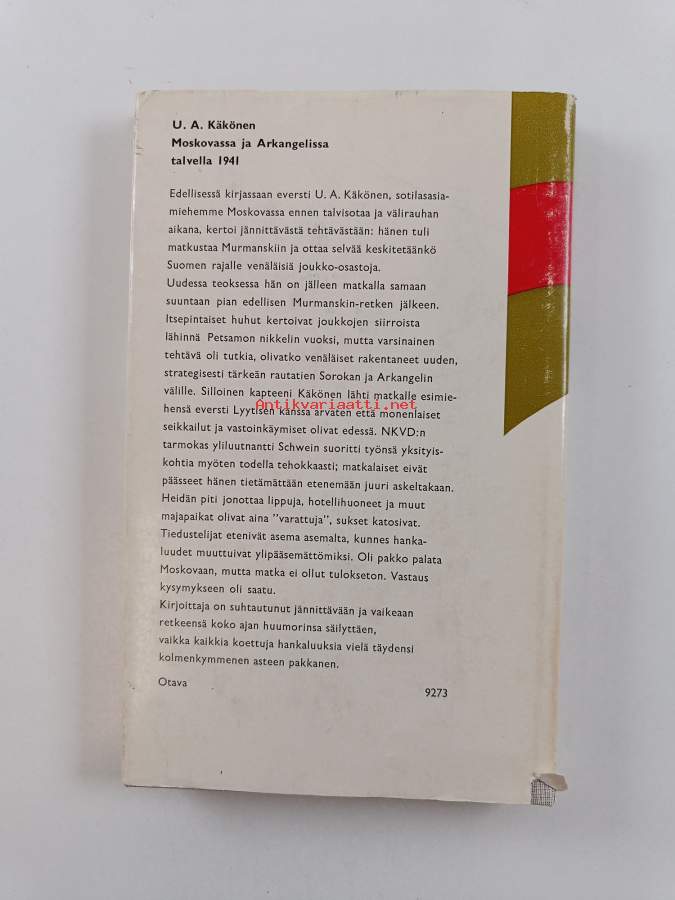 U. A. Käkönen
Moskovassa ja Arkangelissa
talvella 1941
Edellisessä kirjassaan eversti U. A. Käkönen, sotilasasia-
miehemme Moskovassa ennen talvisotaa ja välirauhan
aikana, kertoi jännittävästä tehtävästään: hänen tuli
matkustaa Murmanskiin ja ottaa selvää keskitetäänkö
Suomen rajalle venäläisiä joukko-osastoja.
Uudessa teoksessa hän on jälleen matkalla samaan
suuntaan pian edellisen Murmanskin-retken jälkeen.
Itsepintaiset huhut kertoivat joukkojen siirroista
lähinnä Petsamon nikkelin vuoksi, mutta varsinainen
tehtävä oli tutkia, olivatko venäläiset rakentaneet uuden,
strategisesti tärkeän rautatien Sorokan ja Arkangelin
välille. Silloinen kapteeni Käkönen lähti matkalle esimie-
Antikvariaatti.net
hensä eversti Lyytisen kanssa arvaten että monenlaiset
seikkailut ja vastoinkäymiset olivat edessä. NKVD:n
tarmokas yliluutnantti Schwein suoritti työnsä yksityis-
kohtia myöten todella tehokkaasti; matkalaiset eivät
päässeet hänen tietämättään etenemään juuri askeltakaan.
Heidän piti jonottaa lippuja, hotellihuoneet ja muut
majapaikat olivat aina "varattuja", sukset katosivat.
Tiedustelijat etenivät asema asemalta, kunnes hanka-
luudet muuttuivat ylipääsemättömiksi. Oli pakko palata
Moskovaan, mutta matka ei ollut tulokseton. Vastaus
kysymykseen oli saatu.
Kirjoittaja on suhtautunut jännittävään ja vaikeaan
retkeensä koko ajan huumorinsa säilyttäen,
vaikka kaikkia koettuja hankaluuksia vielä täydensi
kolmenkymmenen asteen pakkanen.
Otava
9273